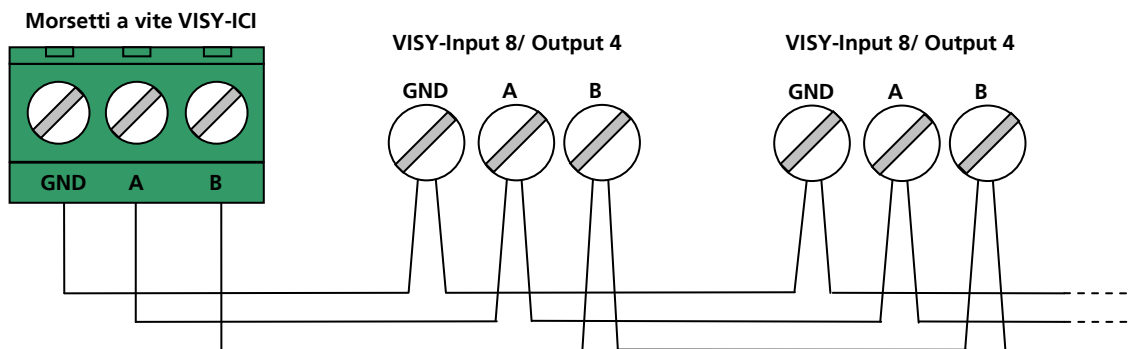 Morsetti a vite VISY-ICI
VISY-Input 8/ Output 4
VISY-Input 8/ Output 4
GND A B
GND A B
GND A B